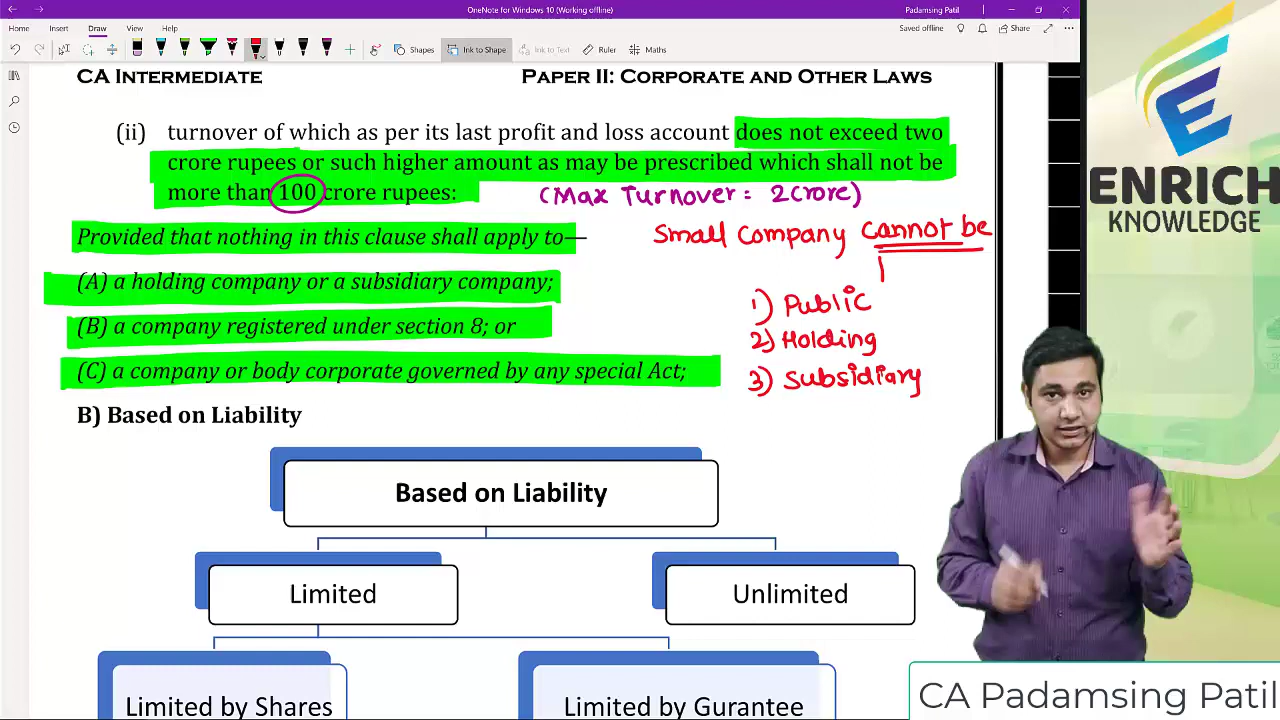 OneNote for Windows 10 (Working offline)
Padamsing Patil
Home Insert Draw View Help
Saved offline
Share
Shapes
Ink to Shape
Ink to Text
Ruler
Maths
CA INTERMEDIATE
PAPER II: CORPORATE AND OTHER LAWS
(ii) turnover of which as per its last profit and loss account does not exceed two
crore rupees or such higher amount as may be prescribed which shall not be
more than 100 crore rupees:
(Max Turnover = 2 Crore)
Provided that nothing in this clause shall apply to—
Small Company cannot be
(A) a holding company or a subsidiary company;
1) Public
(B) a company registered under section 8; or
2) Holding
(C) a company or body corporate governed by any special Act;
3) Subsidiary
B) Based on Liability
Based on Liability
Limited
Unlimited
Limited by Shares
Limited by Gurantee
ENRICH
KNOWLEDGE
CA Padamsing Patil